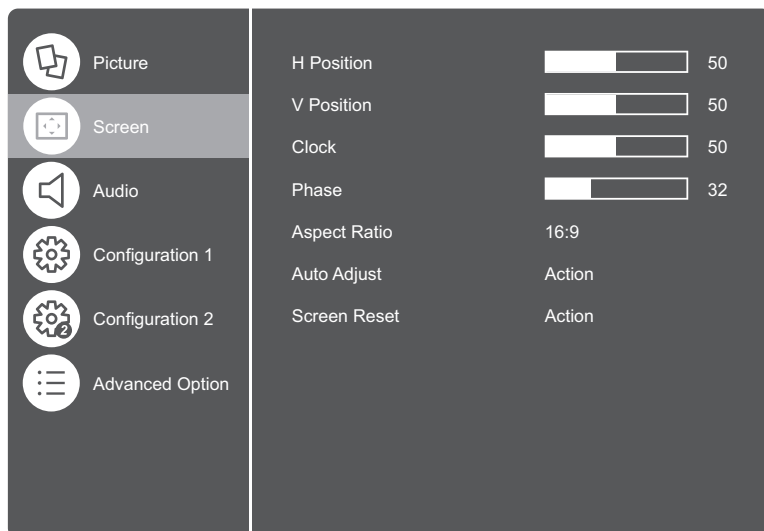 Picture
Screen
Audio
Configuration 1
Configuration 2
2
Advanced Option
H Position 50
V Position 50
Clock 50
Phase 32
Aspect Ratio 16:9
Auto Adjust Action
Screen Reset Action